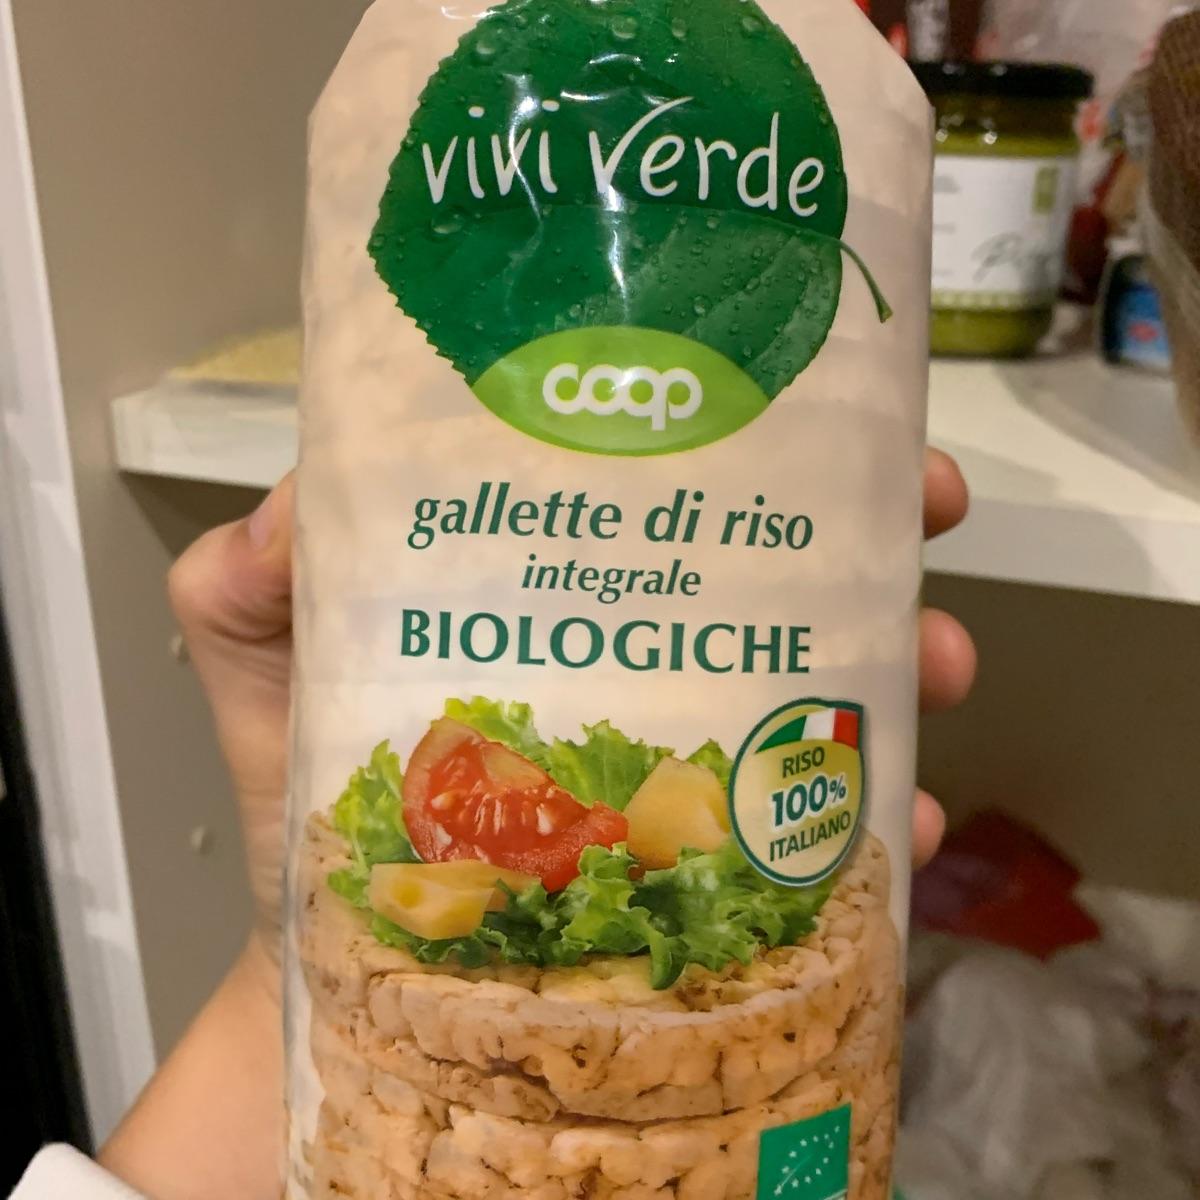 vivi verde
coop
gallette di riso
integrale
BIOLOGICHE
RISO
100%
ITALIANO